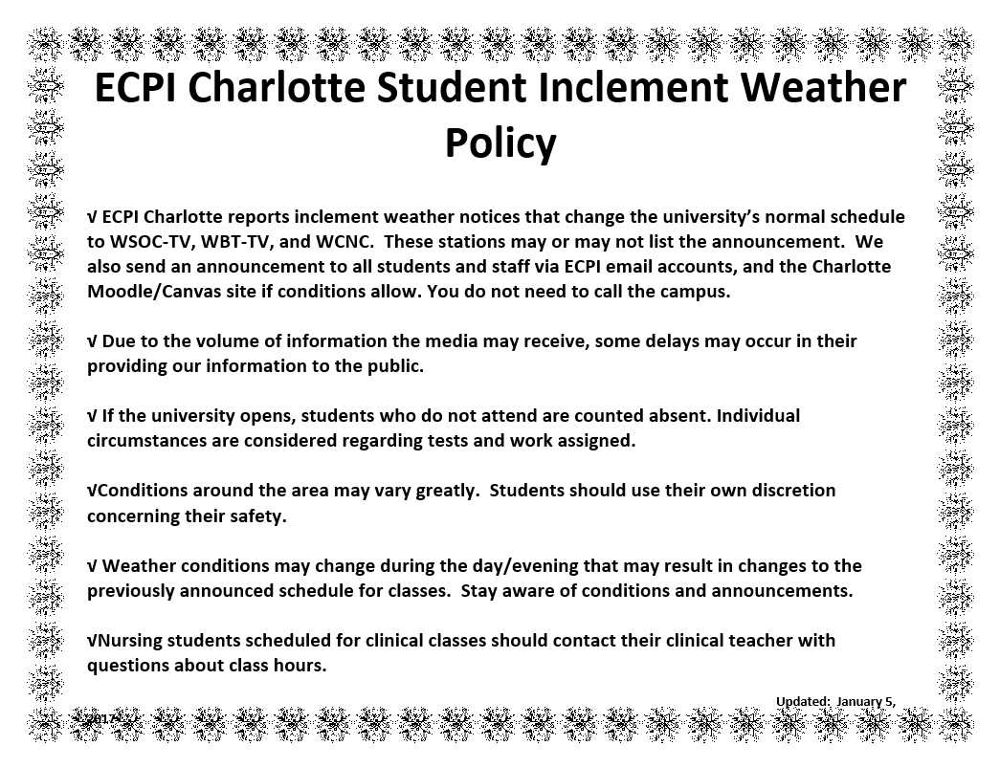 ECPI Charlotte Student Inclement Weather
Policy
√ ECPI Charlotte reports inclement weather notices that change the university’s normal schedule
to WSOC-TV, WBT-TV, and WCNC.  These stations may or may not list the announcement.  We
also send an announcement to all students and staff via ECPI email accounts, and the Charlotte
Moodle/Canvas site if conditions allow. You do not need to call the campus.
√ Due to the volume of information the media may receive, some delays may occur in their
providing our information to the public.
√ If the university opens, students who do not attend are counted absent. Individual
circumstances are considered regarding tests and work assigned.
√Conditions around the area may vary greatly.  Students should use their own discretion
concerning their safety.
√ Weather conditions may change during the day/evening that may result in changes to the
previously announced schedule for classes.  Stay aware of conditions and announcements.
√Nursing students scheduled for clinical classes should contact their clinical teacher with
questions about class hours.
Updated:  January 5,
2017